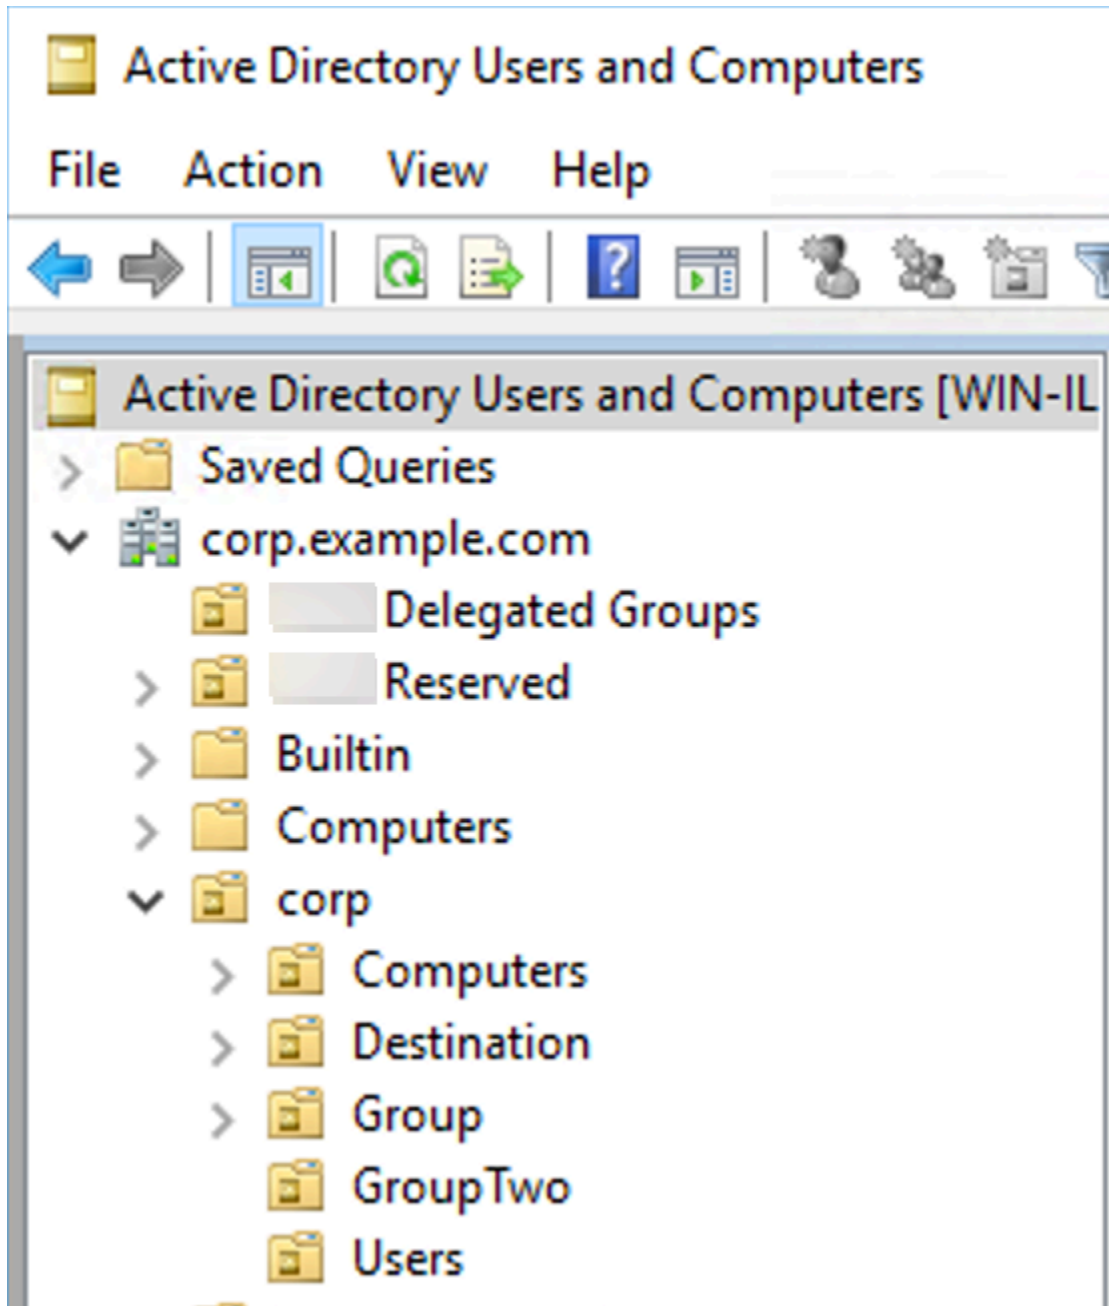 Active Directory Users and Computers
File Action View Help
Active Directory Users and Computers [WIN-IL
Saved Queries
corp.example.com
Delegated Groups
Reserved
Builtin
Computers
corp
Computers
Destination
Group
GroupTwo
Users